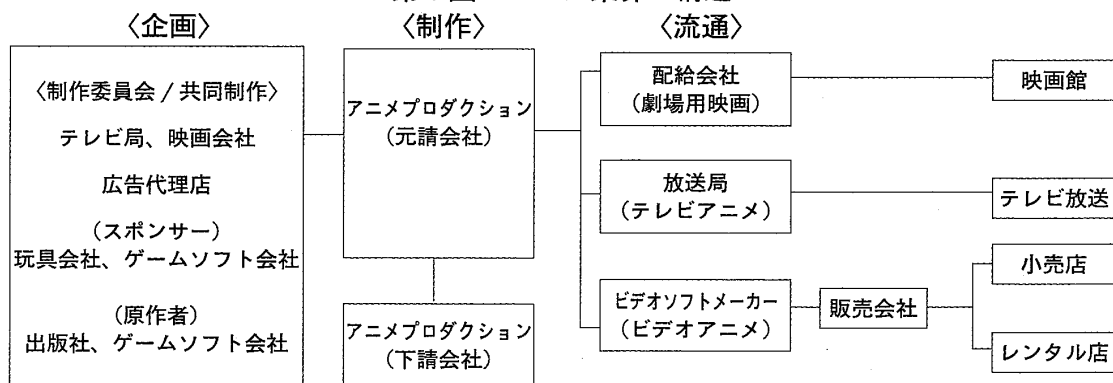 〈企画〉
〈制作〉
〈流通〉
〈制作委員会 / 共同制作〉
テレビ局、映画会社
広告代理店
（スポンサー）
玩具会社、ゲームソフト会社
（原作者）
出版社、ゲームソフト会社
アニメプロダクション
（元請会社）
アニメプロダクション
（下請会社）
配給会社
（劇場用映画）
映画館
放送局
（テレビアニメ）
テレビ放送
ビデオソフトメーカー
（ビデオアニメ）
販売会社
小売店
レンタル店